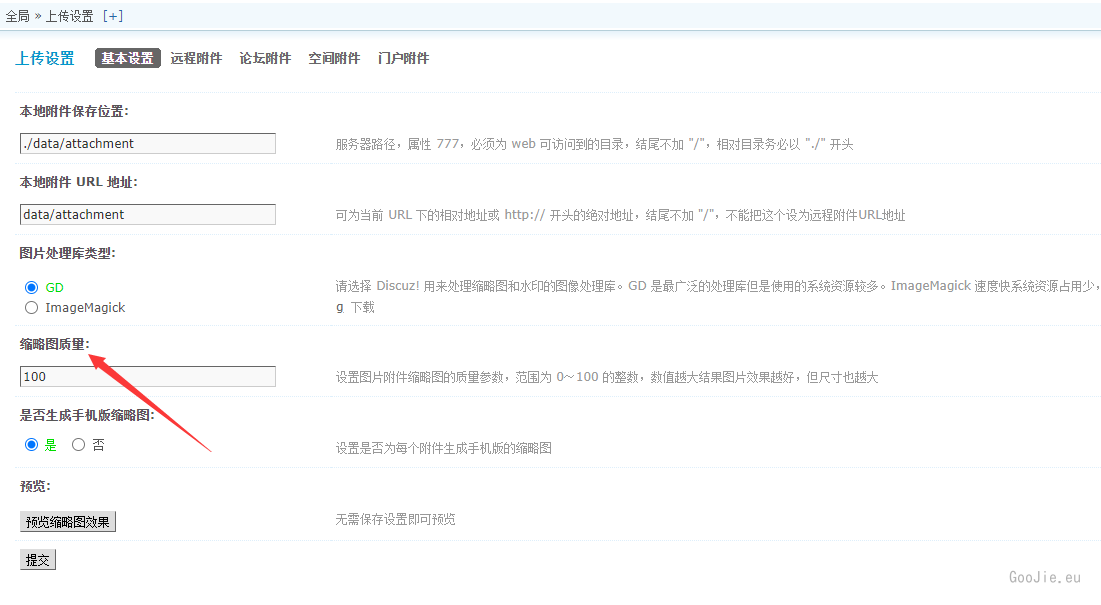 全局 » 上传设置 [+]
上传设置 基本设置 远程附件 论坛附件 空间附件 门户附件
本地附件保存位置:
./data/attachment 服务器路径，属性 777，必须为 web 可访问到的目录，结尾不加 "/"，相对目录务必以 "./" 开头
本地附件 URL 地址:
data/attachment 可为当前 URL 下的相对地址或 http:// 开头的绝对地址，结尾不加 "/"，不能把这个设为远程附件URL地址
图片处理库类型:
GD 请选择 Discuz! 用来处理缩略图和水印的图像处理库。GD 是最广泛的处理库但是使用的系统资源较多。ImageMagick 速度快系统资源占用少，
ImageMagick g 下载
缩略图质量:
100 设置图片附件缩略图的质量参数，范围为 0～100 的整数，数值越大结果图片效果越好，但尺寸也越大
是否生成手机版缩略图:
是 否 设置是否为每个附件生成手机版的缩略图
预览:
预览缩略图效果 无需保存设置即可预览
提交
GooJie.eu